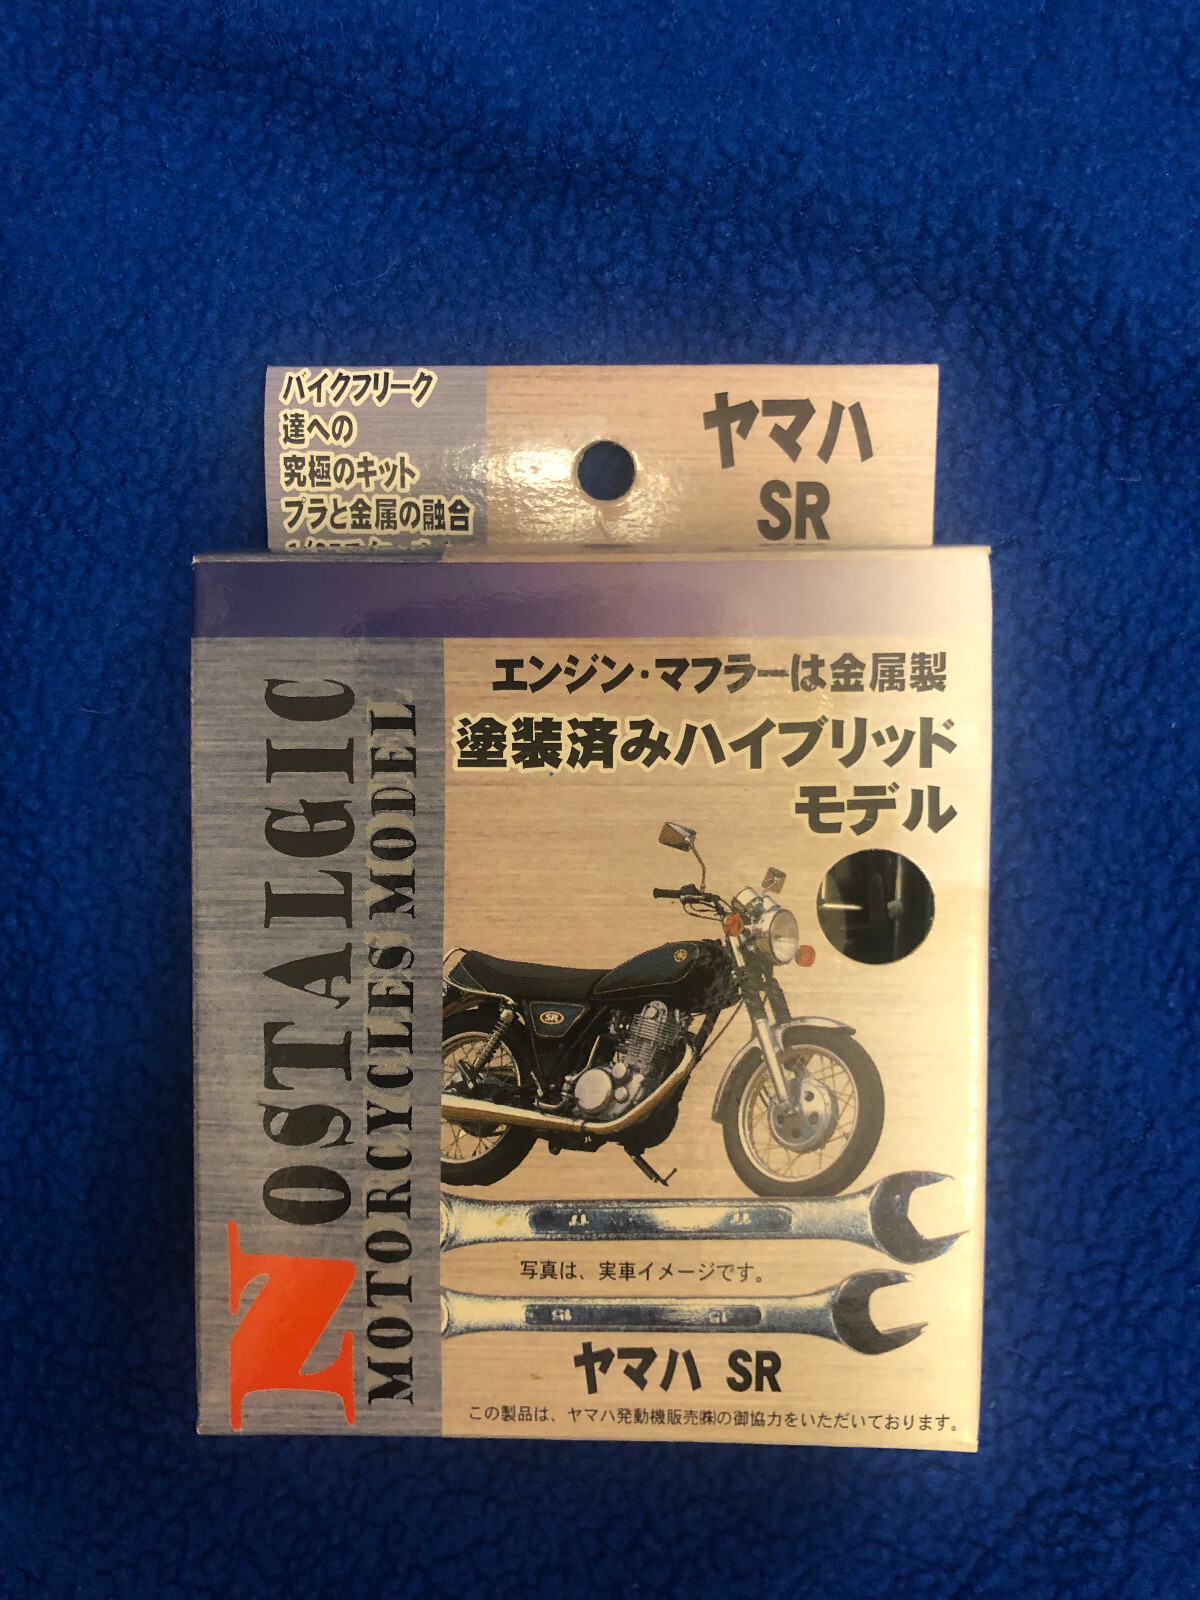 バイクフリーク
達への
究極のキット
プラと金属の融合
ヤマハ
SR
エンジン・マフラーは金属製
塗装済みハイブリッド
モデル
NOSTALGIC
MOTORCYCLES MODEL
SR
17 17
写真は、実車イメージです。
15 15
ヤマハ SR
この製品は、ヤマハ発動機販売㈱の御協力をいただいております。